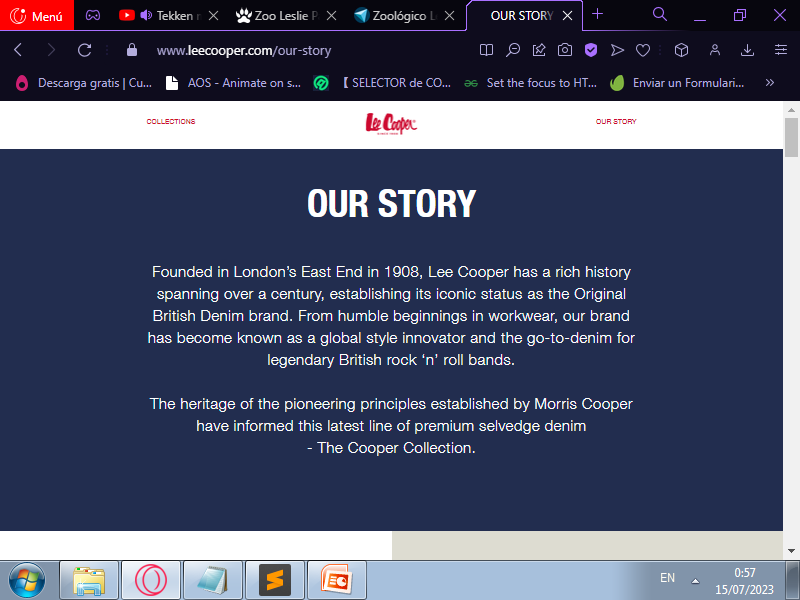 Menú
Tekken
Zoo Leslie P
Zoológico L
OUR STORY
www.leecooper.com/our-story
Descarga gratis | Cu...
AOS - Animate on s...
【 SELECTOR de CO...
Set the focus to HT...
Enviar un Formulari...
COLLECTIONS
Lee Cooper
OUR STORY
OUR STORY
Founded in London’s East End in 1908, Lee Cooper has a rich history
spanning over a century, establishing its iconic status as the Original
British Denim brand. From humble beginnings in workwear, our brand
has become known as a global style innovator and the go-to-denim for
legendary British rock ‘n’ roll bands.
The heritage of the pioneering principles established by Morris Cooper
have informed this latest line of premium selvedge denim
- The Cooper Collection.
EN
0:57
15/07/2023